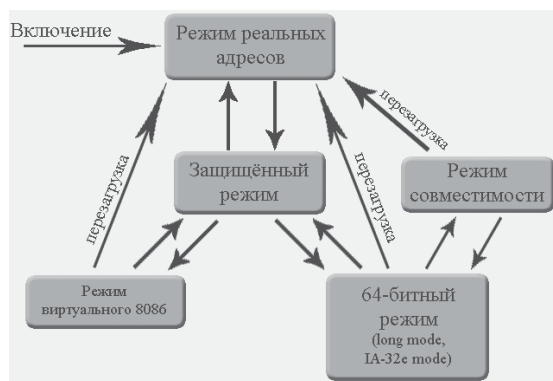 Включение
Режим реальных
адресов
перезагрузка
перезагрузка
перезагрузка
Защищённый
режим
Режим
совместимости
Режим
виртуального 8086
64-битный
режим
(long mode,
IA-32e mode)